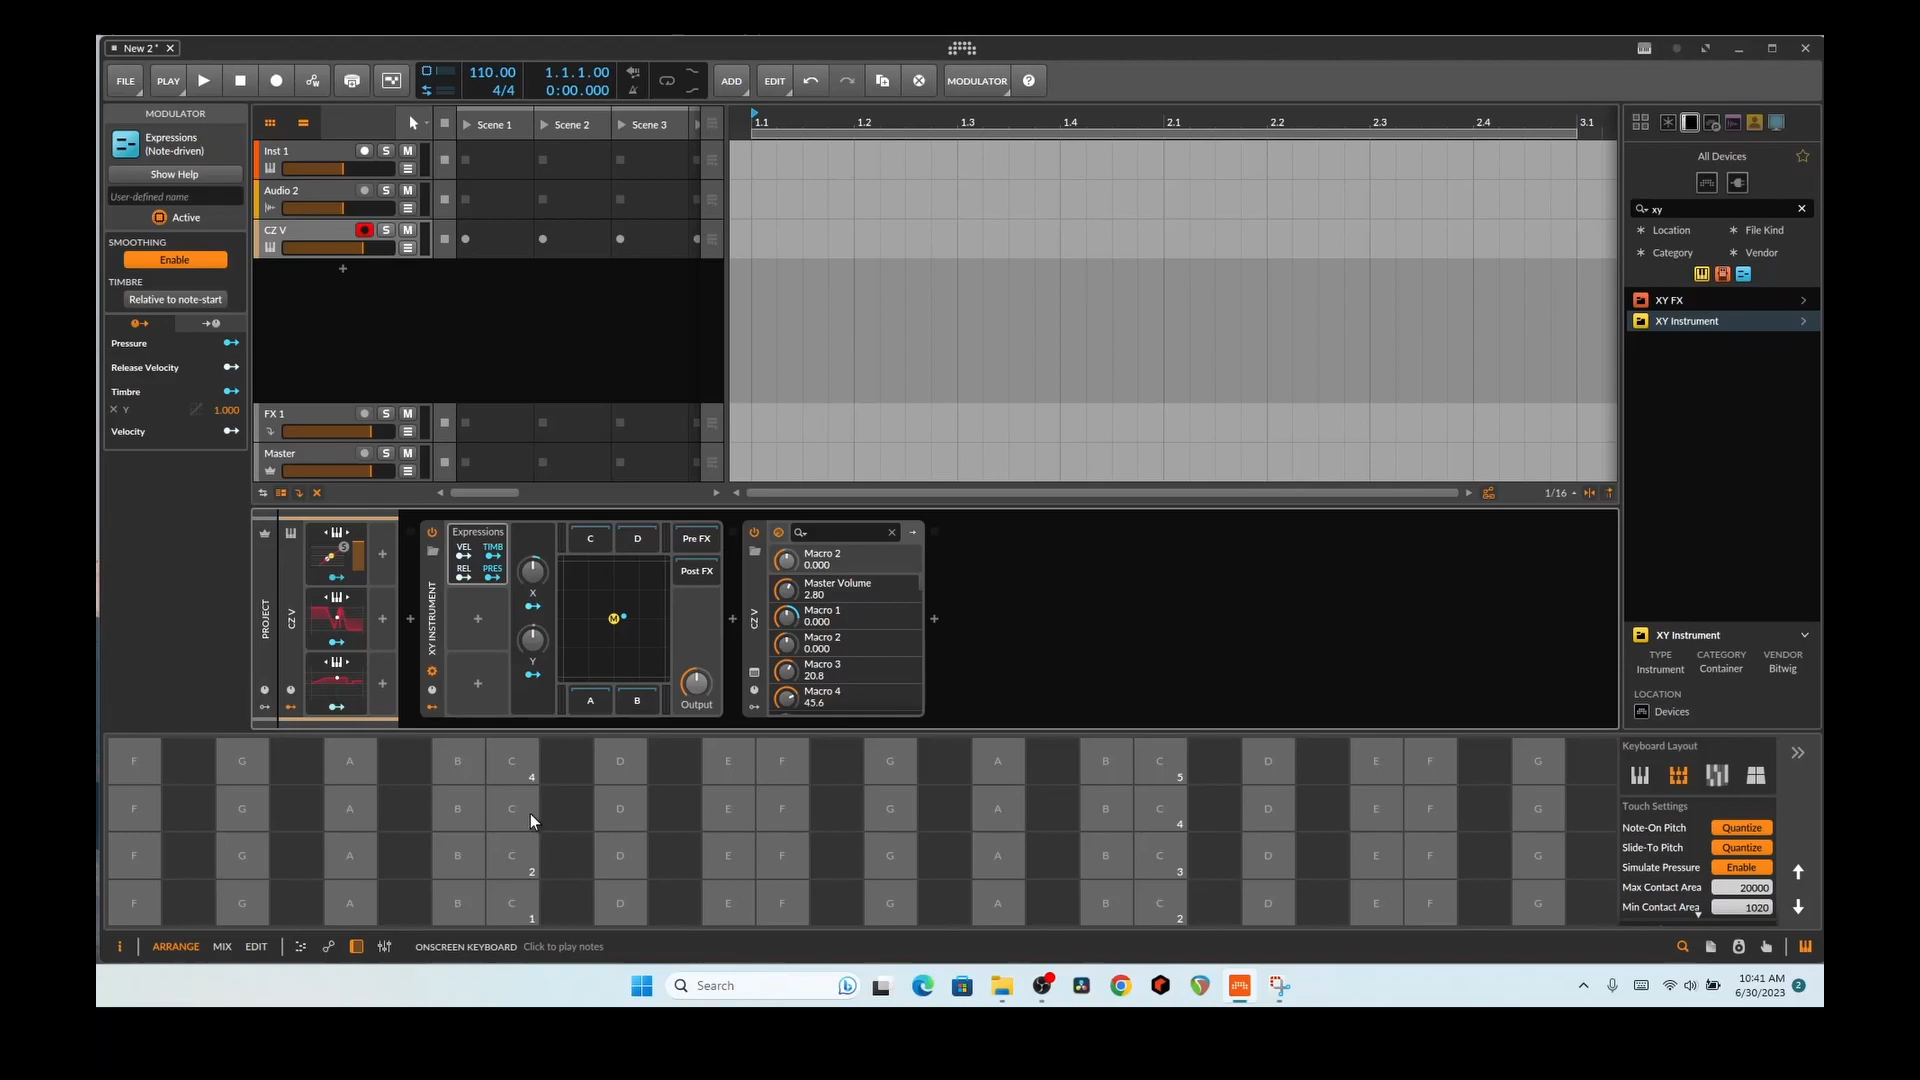 New 2*
FILE PLAY 110.00 4/4 1.1.1.00 0:00.000 ADD EDIT MODULATOR
MODULATOR
Expressions
(Note-driven)
Show Help
User-defined name
Active
SMOOTHING
Enable
TIMBRE
Relative to note-start
Pressure
Release Velocity
Timbre
Y 1.000
Velocity
Scene 1 Scene 2 Scene 3
Inst 1 S M
Audio 2 S M
CZ V S M
FX 1 S M
Master S M
1.1 1.2 1.3 1.4 2.1 2.2 2.3 2.4 3.1
1/16
All Devices
xy
Location File Kind
Category Vendor
XY FX
XY Instrument
XY Instrument
TYPE CATEGORY VENDOR
Instrument Container Bitwig
LOCATION
Devices
PROJECT
CZ V
S
XY INSTRUMENT
Expressions
VEL TIMB
REL PRES
X
Y
C D
M
A B
Pre FX
Post FX
Output
CZ V
Macro 2
0.000
Master Volume
2.80
Macro 1
0.000
Macro 2
0.000
Macro 3
20.8
Macro 4
45.6
F G A B C 4 D E F G A B C 5 D E F G
F G A B C D E F G A B C 4 D E F G
F G A B C 2 D E F G A B C 3 D E F G
F G A B C 1 D E F G A B C 2 D E F G
Keyboard Layout
Touch Settings
Note-On Pitch Quantize
Slide-To Pitch Quantize
Simulate Pressure Enable
Max Contact Area 20000
Min Contact Area 1020
i ARRANGE MIX EDIT ONSCREEN KEYBOARD Click to play notes
Search
10:41 AM
6/30/2023
2